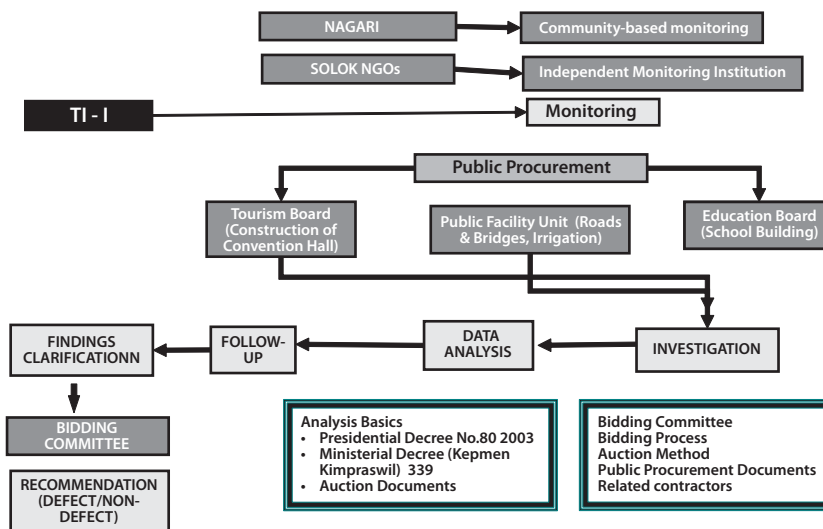 NAGARI
Community-based monitoring
SOLOK NGOs
Independent Monitoring Institution
TI - I
Monitoring
Public Procurement
Tourism Board
(Construction of
Convention Hall)
Public Facility Unit (Roads
& Bridges, Irrigation)
Education Board
(School Building)
FINDINGS
CLARIFICATIONN
FOLLOW-
UP
DATA
ANALYSIS
INVESTIGATION
BIDDING
COMMITTEE
RECOMMENDATION
(DEFECT/NON-
DEFECT)
Analysis Basics
• Presidential Decree No.80 2003
• Ministerial Decree (Kepmen
Kimpraswil) 339
• Auction Documents
Bidding Committee
Bidding Process
Auction Method
Public Procurement Documents
Related contractors